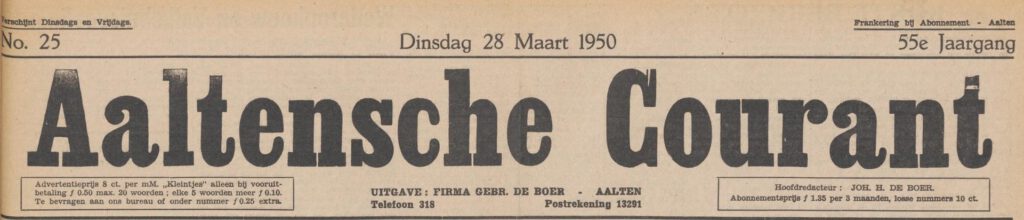 Verschijnt Dinsdags en Vrijdags.
Frankering bij Abonnement - Aalten
No. 25
Dinsdag 28 Maart 1950
55e Jaargang
Aaltensche Courant
Advertentieprijs 8 ct. per mM. „Kleintjes” alleen bij vooruit-
betaling ƒ 0.50 max. 20 woorden ; elke 5 woorden meer ƒ 0.10.
Te bevragen aan ons bureau of onder nummer ƒ 0.25 extra.
UITGAVE : FIRMA GEBR. DE BOER - AALTEN
Telefoon 318
Postrekening 13291
Hoofdredacteur : JOH. H. DE BOER.
Abonnementsprijs ƒ 1.35 per 3 maanden, losse nummers 10 ct.